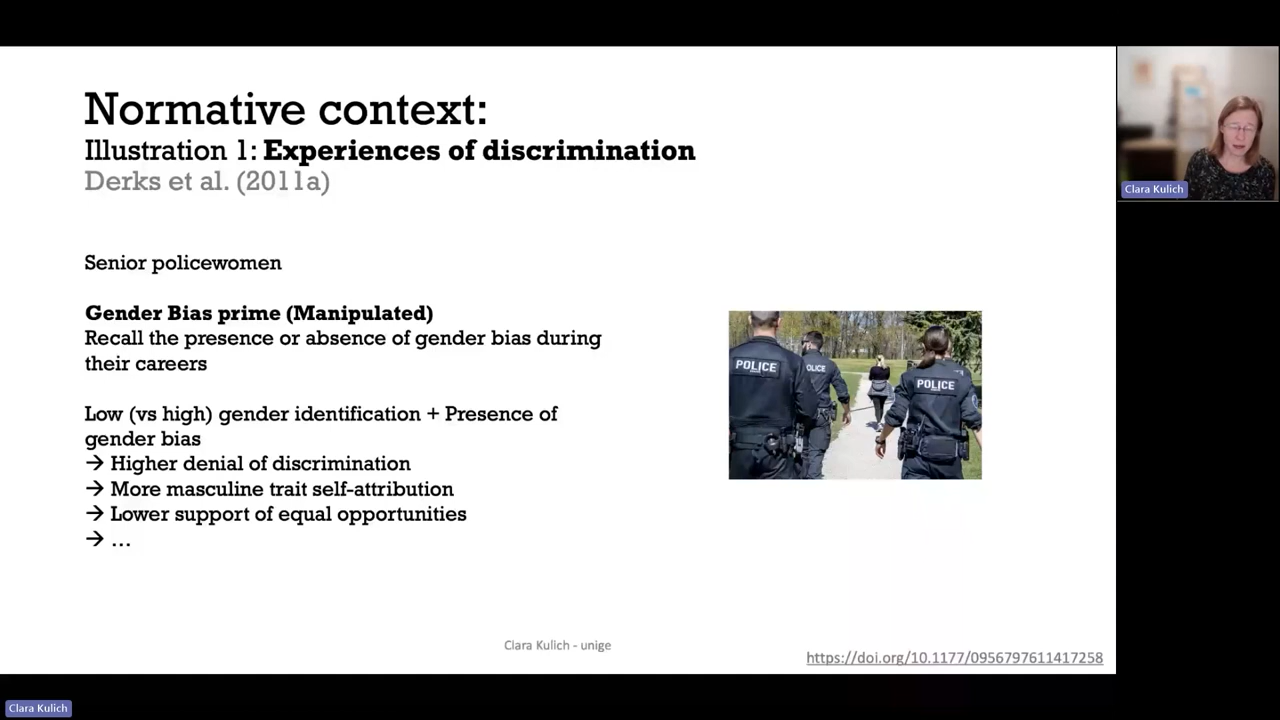 Normative context:
Illustration 1: Experiences of discrimination
Derks et al. (2011a)
Senior policewomen
Gender Bias prime (Manipulated)
Recall the presence or absence of gender bias during
their careers
Low (vs high) gender identification + Presence of
gender bias
→ Higher denial of discrimination
→ More masculine trait self-attribution
→ Lower support of equal opportunities
→ ...
POLICE
POLICE
POLICE
Clara Kulich - unige
https://doi.org/10.1177/0956797611417258
Clara Kulich
Clara Kulich